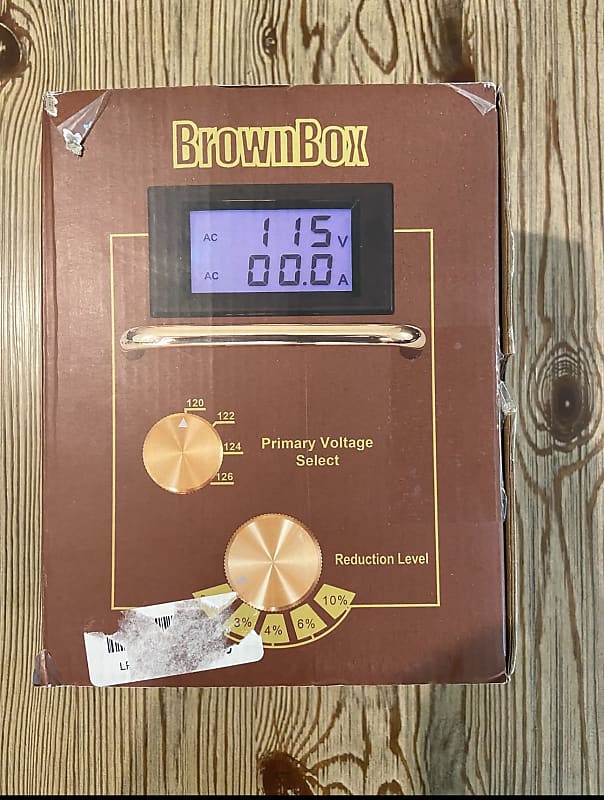 BrownBox
AC 115 V
AC 00.0 A
120
122
124
126
Primary Voltage
Select
Reduction Level
3% 4% 6% 10%